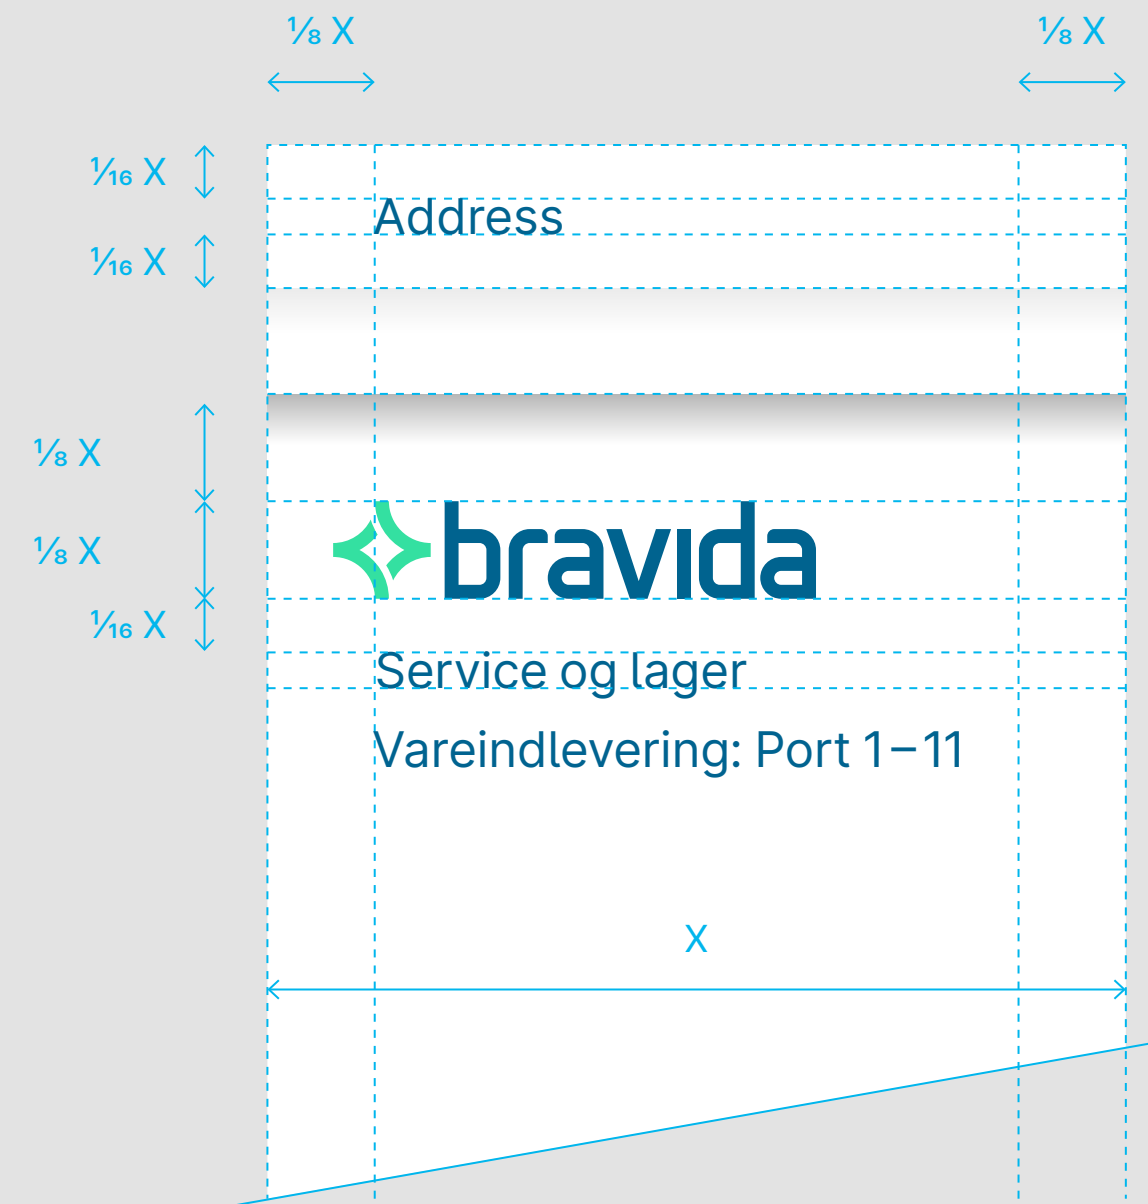 ⅛ X
⅛ X
1⁄16 X
Address
1⁄16 X
⅛ X
bravida
⅛ X
1⁄16 X
Service og lager
Vareindlevering: Port 1–11
X